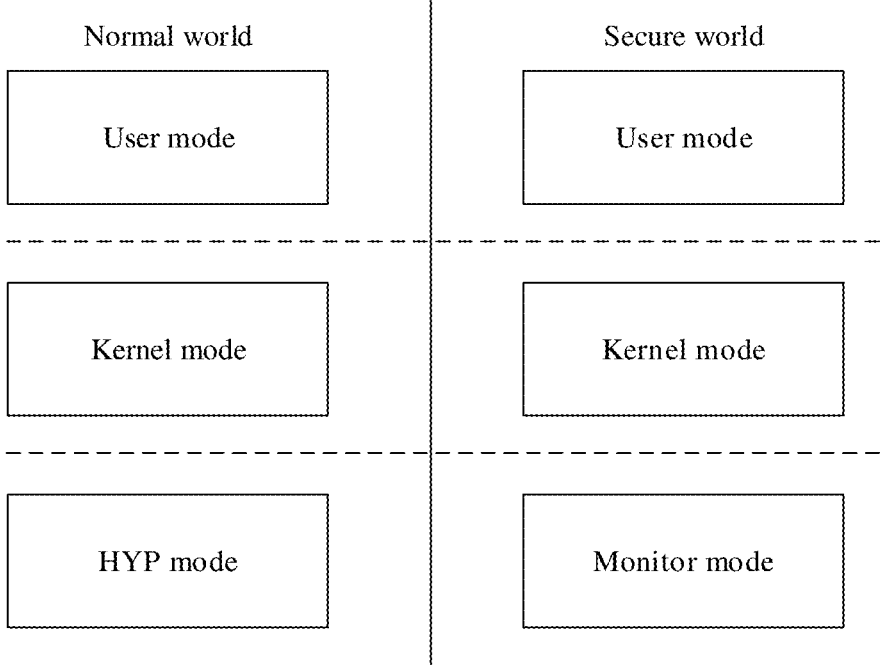 Normal world
Secure world
User mode
User mode
Kernel mode
Kernel mode
HYP mode
Monitor mode